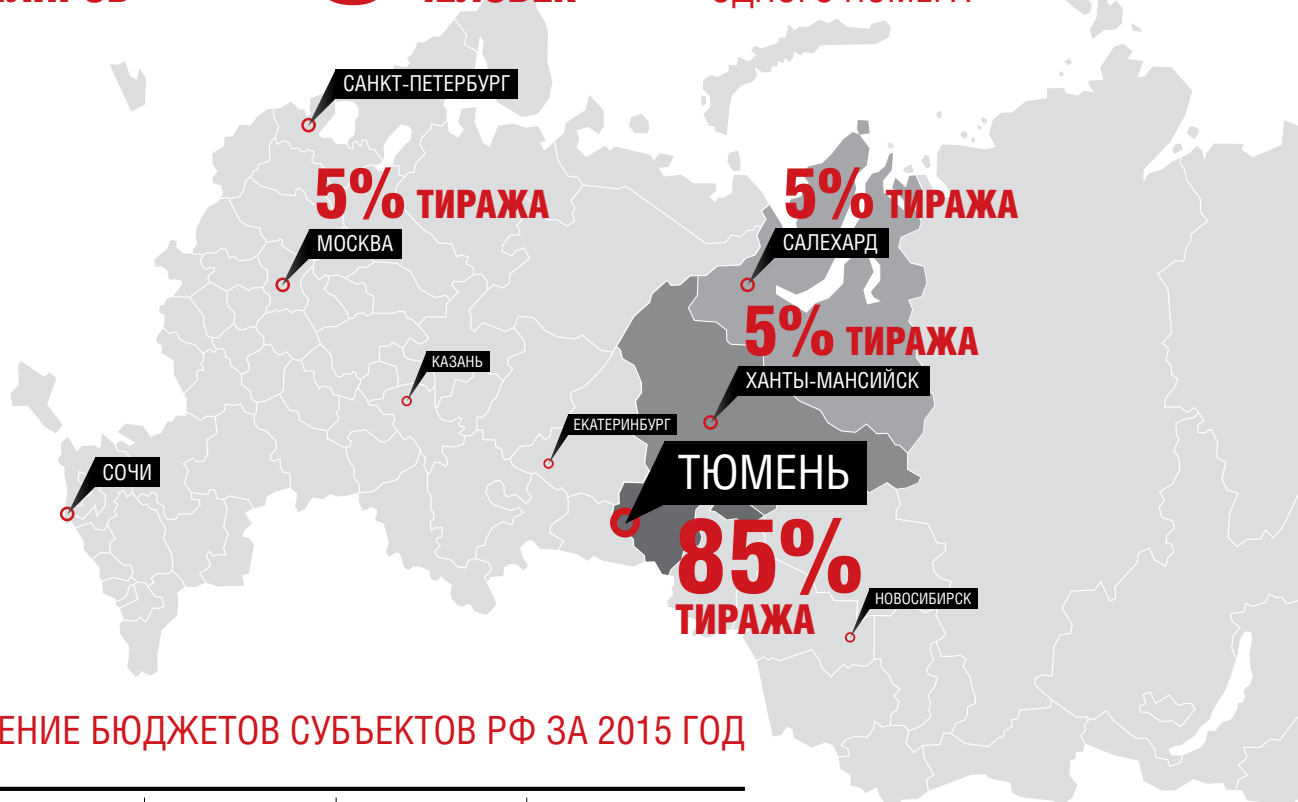 САНКТ-ПЕТЕРБУРГ
5% ТИРАЖА
МОСКВА
5% ТИРАЖА
САЛЕХАРД
5% ТИРАЖА
ХАНТЫ-МАНСИЙСК
КАЗАНЬ
ЕКАТЕРИНБУРГ
СОЧИ
ТЮМЕНЬ
85%
ТИРАЖА
НОВОСИБИРСК
ЕНИЕ БЮДЖЕТОВ СУБЪЕКТОВ РФ ЗА 2015 ГОД